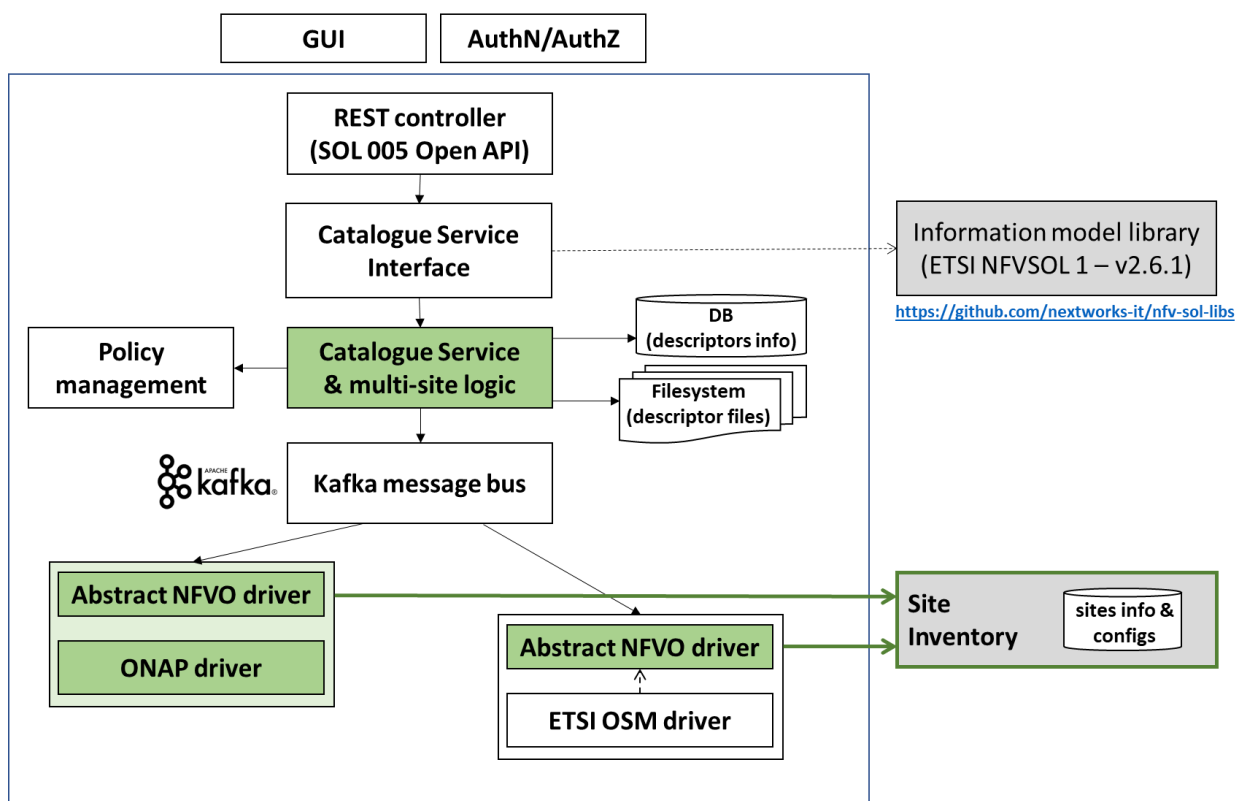 GUI
AuthN/AuthZ
REST controller
(SOL 005 Open API)
Catalogue Service
Interface
Information model library
(ETSI NFVSOL 1 – v2.6.1)
https://github.com/nextworks-it/nfv-sol-libs
DB
(descriptors info)
Policy
management
Catalogue Service
& multi-site logic
Filesystem
(descriptor files)
APACHE
kafka®
Kafka message bus
Abstract NFVO driver
ONAP driver
Abstract NFVO driver
ETSI OSM driver
Site
Inventory
sites info &
configs